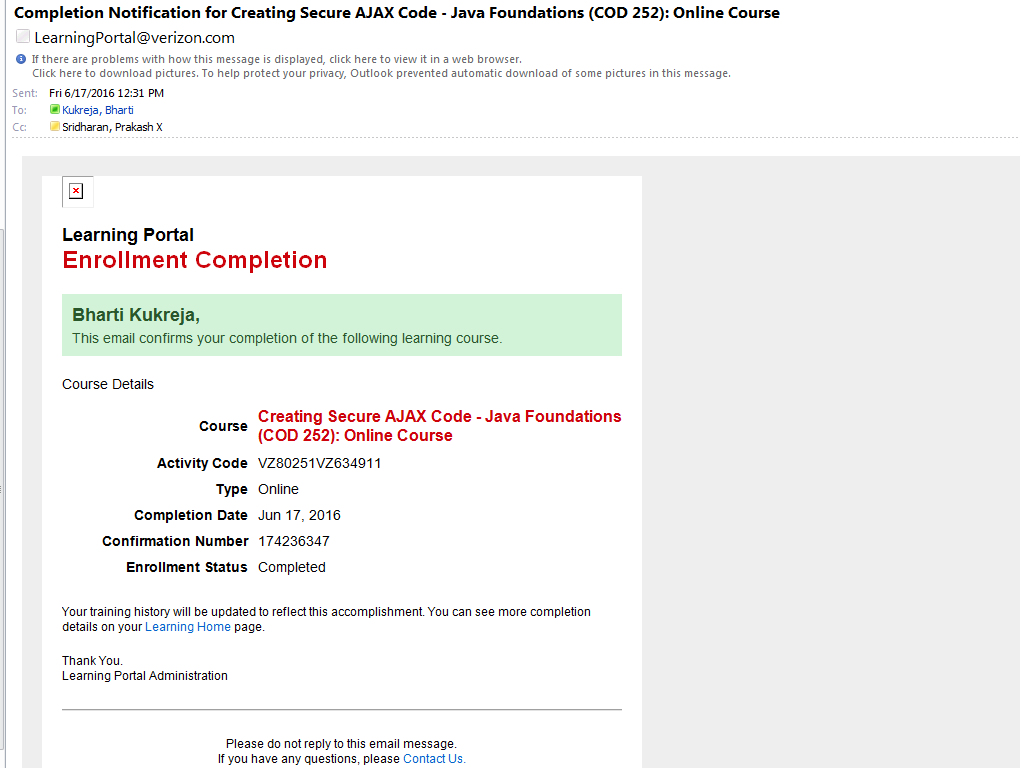 Completion Notification for Creating Secure AJAX Code - Java Foundations (COD 252): Online Course
LearningPortal@verizon.com
If there are problems with how this message is displayed, click here to view it in a web browser.
Click here to download pictures. To help protect your privacy, Outlook prevented automatic download of some pictures in this message.
Sent: Fri 6/17/2016 12:31 PM
To: Kukreja, Bharti
Cc: Sridharan, Prakash X
Learning Portal
Enrollment Completion
Bharti Kukreja,
This email confirms your completion of the following learning course.
Course Details
Course Creating Secure AJAX Code - Java Foundations
(COD 252): Online Course
Activity Code VZ80251VZ634911
Type Online
Completion Date Jun 17, 2016
Confirmation Number 174236347
Enrollment Status Completed
Your training history will be updated to reflect this accomplishment. You can see more completion
details on your Learning Home page.
Thank You.
Learning Portal Administration
Please do not reply to this email message.
If you have any questions, please Contact Us.